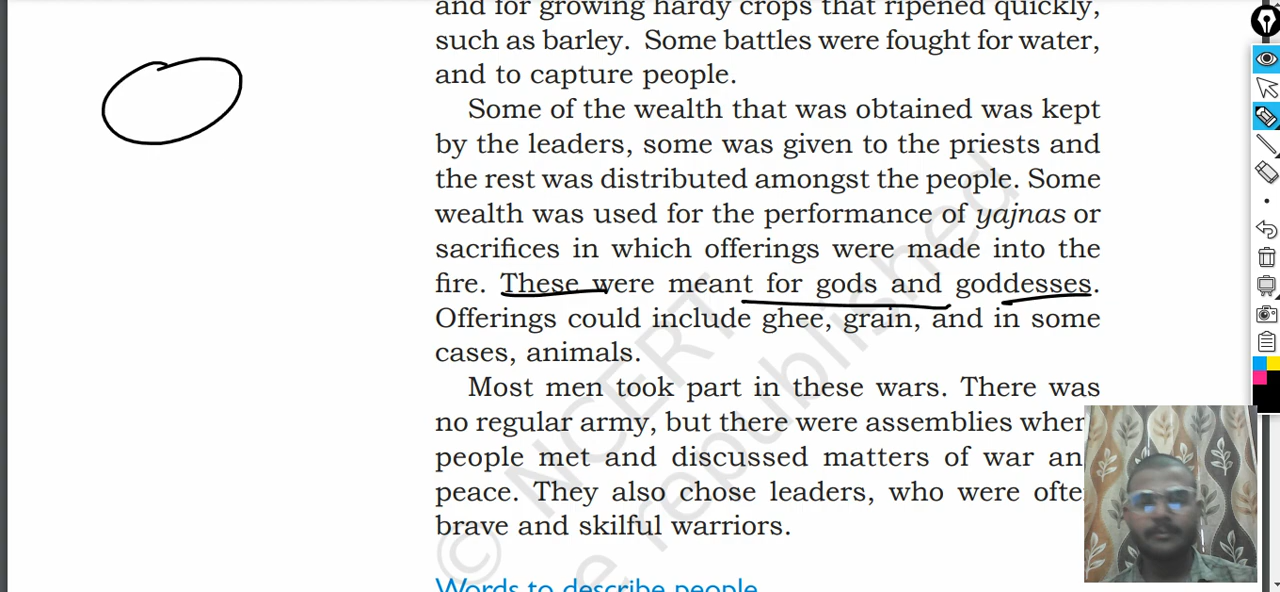 and for growing hardy crops that ripened quickly,
such as barley. Some battles were fought for water,
and to capture people.
Some of the wealth that was obtained was kept
by the leaders, some was given to the priests and
the rest was distributed amongst the people. Some
wealth was used for the performance of yajnas or
sacrifices in which offerings were made into the
fire. These were meant for gods and goddesses.
Offerings could include ghee, grain, and in some
cases, animals.
Most men took part in these wars. There was
no regular army, but there were assemblies wher
people met and discussed matters of war an
peace. They also chose leaders, who were ofte
brave and skilful warriors.
Words to describe people
© NCERT
republished